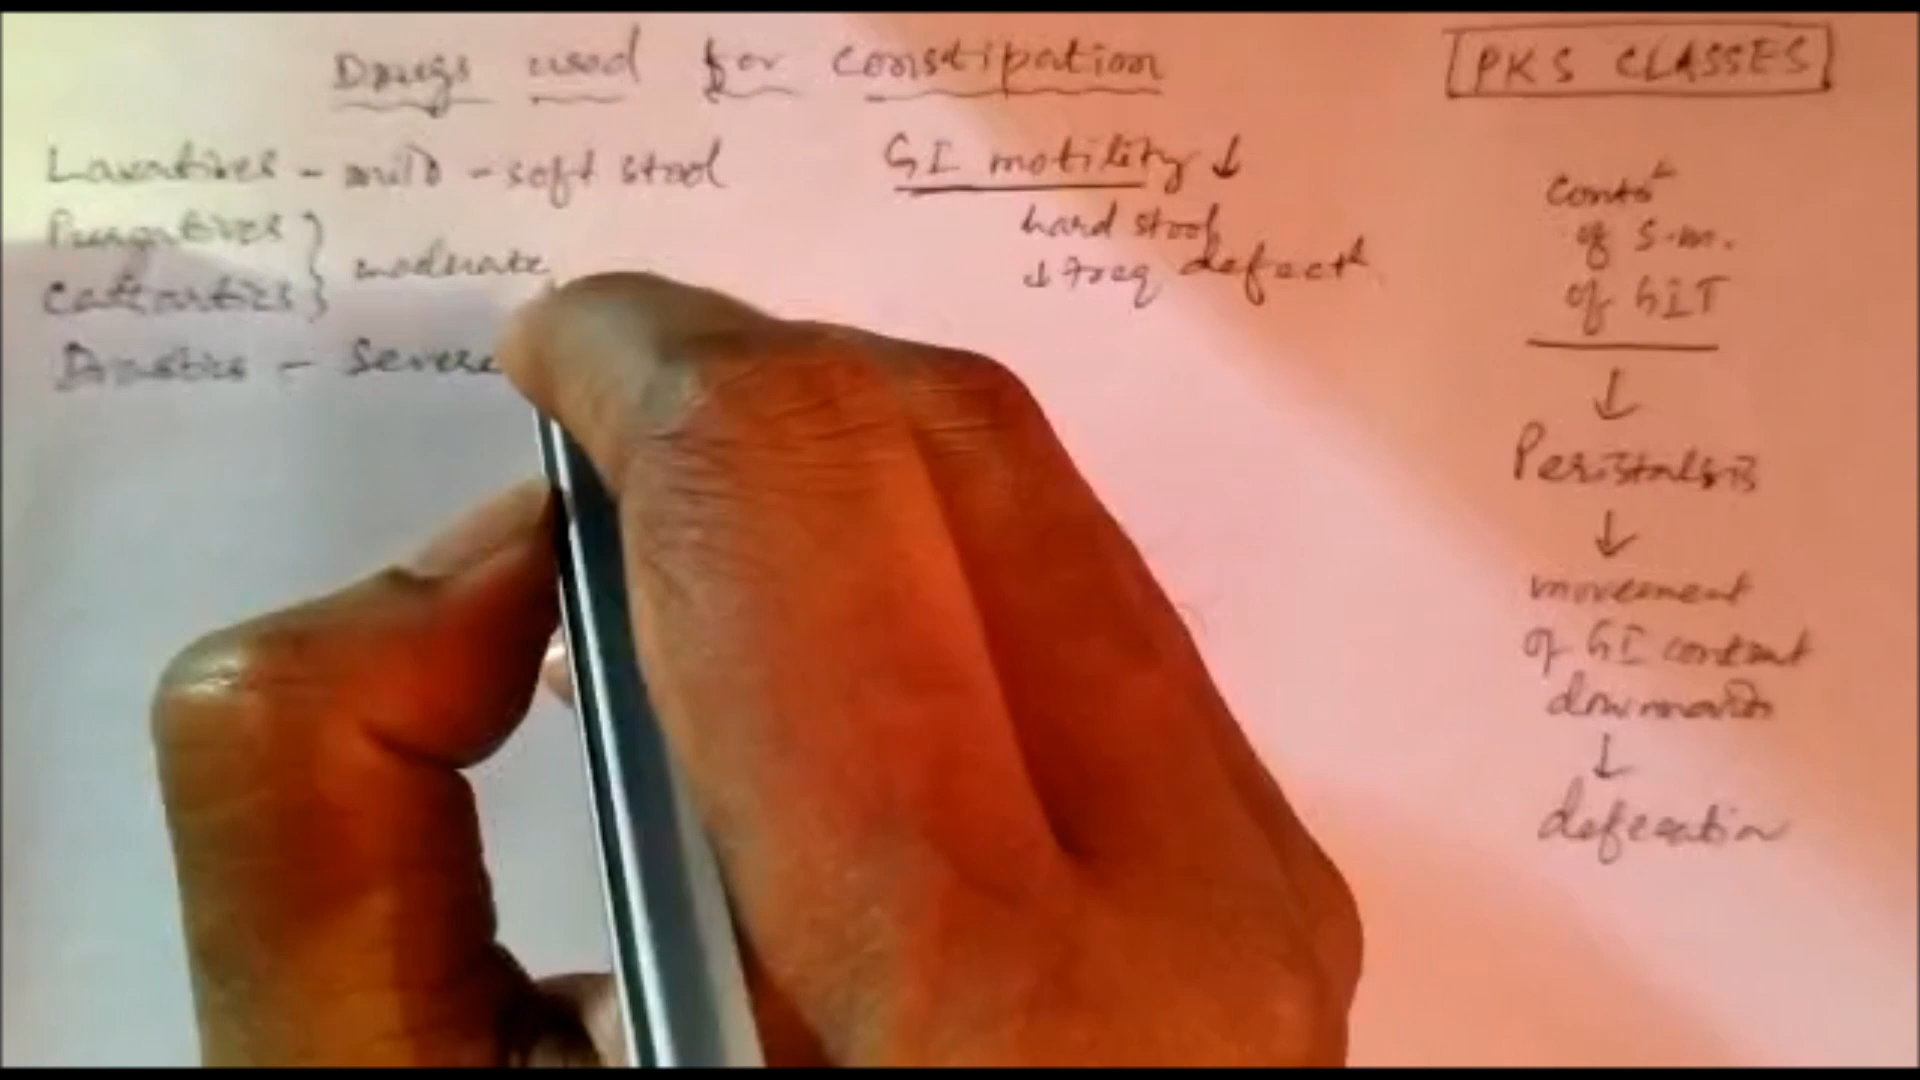 Drugs used for constipation
PKS CLASSES
Laxatives - mild - soft stool
Purgatives
Cathartics } moderate
Drastics - Severe
GI motility ↓
hard stool
↓ freq defectn
Contrn
of S.m.
of GIT
↓
Peristalsis
↓
movement
of GI content
downwards
↓
defecation